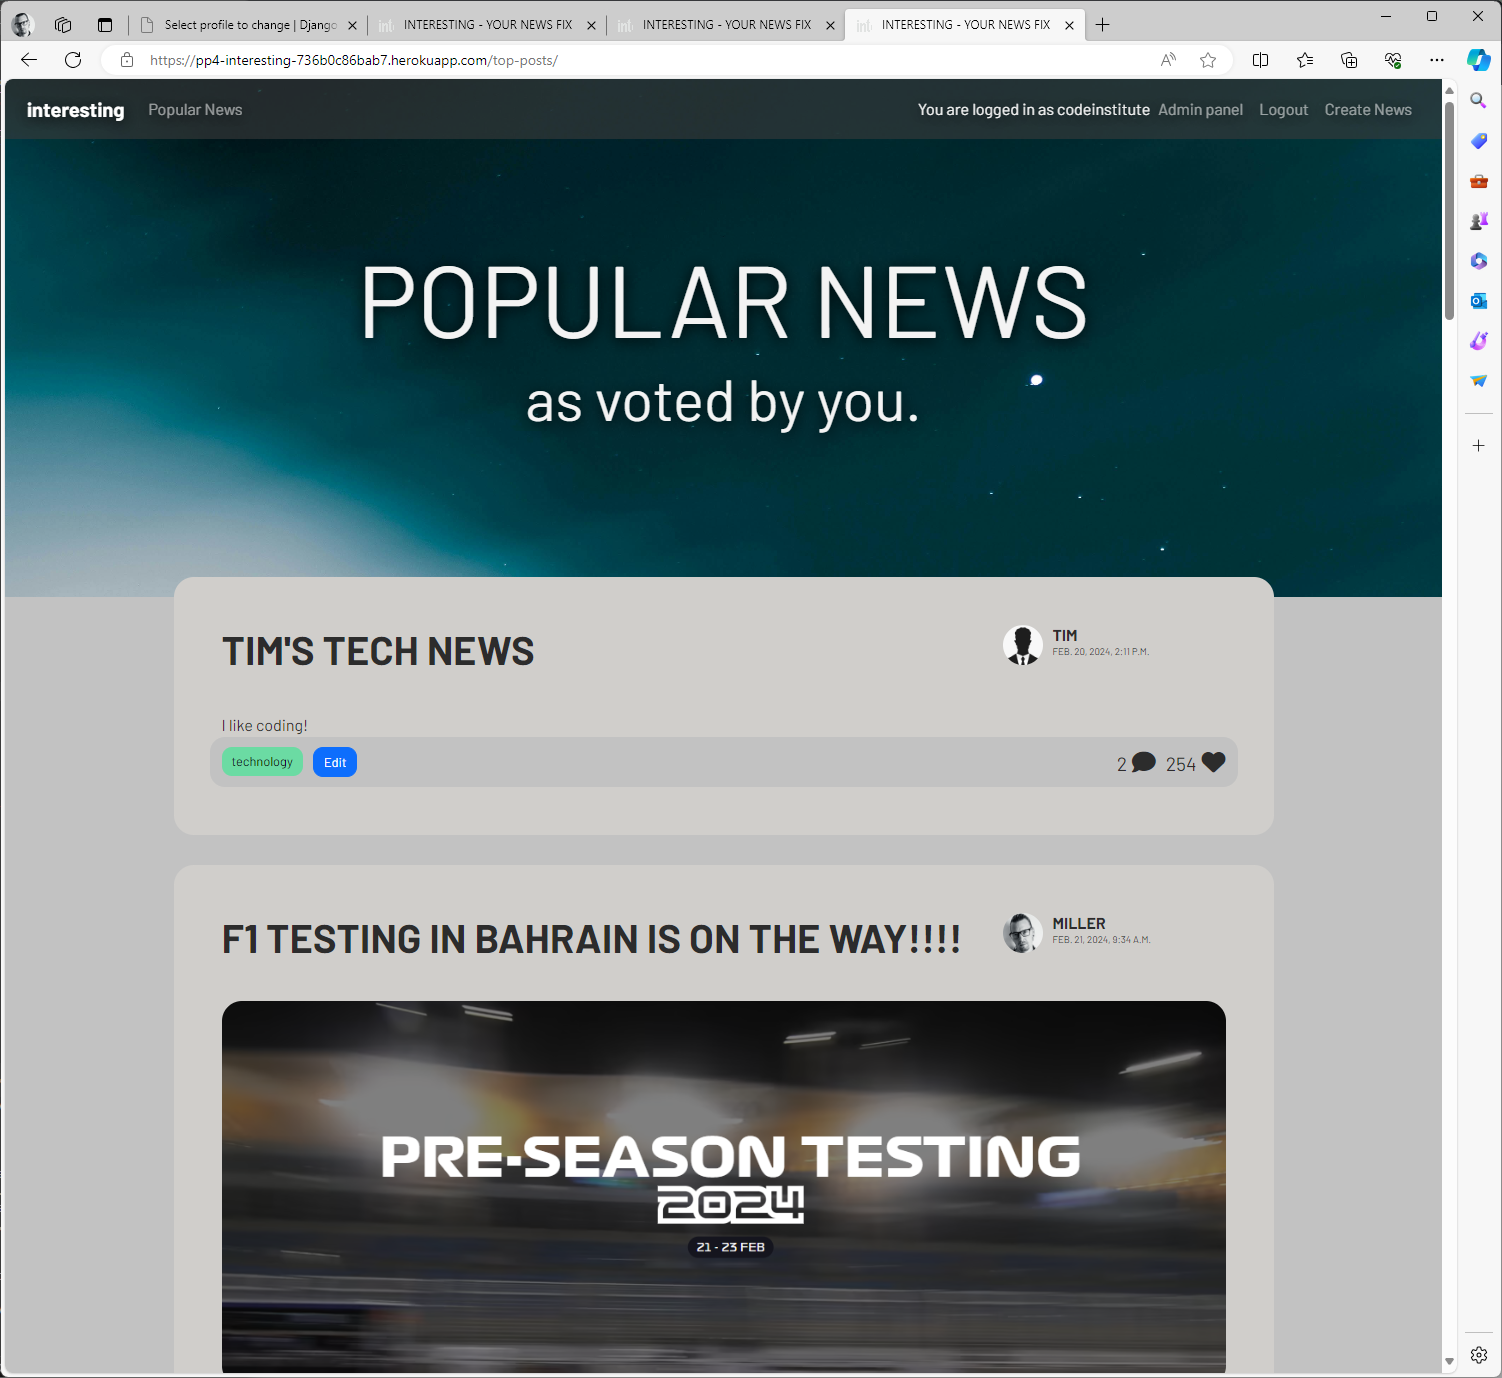 Select profile to change | Django
INTERESTING - YOUR NEWS FIX
INTERESTING - YOUR NEWS FIX
INTERESTING - YOUR NEWS FIX
https://pp4-interesting-736b0c86bab7.herokuapp.com/top-posts/
interesting Popular News You are logged in as codeinstitute Admin panel Logout Create News
POPULAR NEWS
as voted by you.
TIM'S TECH NEWS
TIM
FEB. 20, 2024, 2:11 P.M.
I like coding!
technology Edit 2 254
F1 TESTING IN BAHRAIN IS ON THE WAY!!!!
MILLER
FEB. 21, 2024, 9:34 A.M.
PRE-SEASON TESTING
2024
21 - 23 FEB